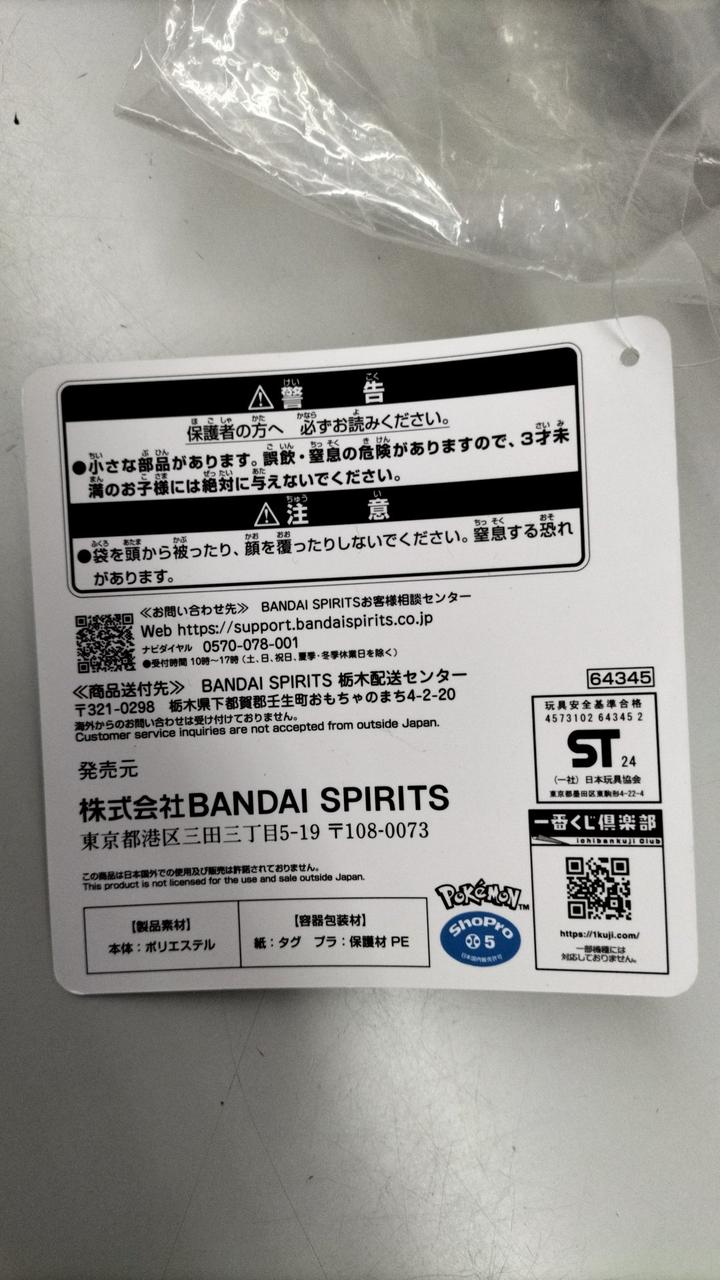 ⚠警告
保護者の方へ 必ずお読みください。
●小さな部品があります。誤飲・窒息の危険がありますので、3才未
満のお子様には絶対に与えないでください。
⚠注意
●袋を頭から被ったり、顔を覆ったりしないでください。窒息する恐れ
があります。
≪お問い合わせ先≫ BANDAI SPIRITSお客様相談センター
Web https://support.bandaispirits.co.jp
ナビダイヤル 0570-078-001
●受付時間 10時～17時（土、日、祝日、夏季・冬季休業日を除く）
≪商品送付先≫ BANDAI SPIRITS 栃木配送センター
〒321-0298 栃木県下都賀郡壬生町おもちゃのまち4-2-20
海外からのお問い合わせは受け付けておりません。
Customer service inquiries are not accepted from outside Japan.
発売元
株式会社BANDAI SPIRITS
東京都港区三田三丁目5-19 〒108-0073
この商品は日本国外での使用及び販売は許諾されておりません。
This product is not licensed for the use and sale outside Japan.
【製品素材】
本体：ポリエステル
【容器包装材】
紙：タグ プラ：保護材 PE
POKéMON™
ShoPro
5
日本国内販売許可
64345
玩具安全基準合格
4573102 64345 2
ST 24
（一社）日本玩具協会
東京都墨田区東駒形4-22-4
一番くじ倶楽部
ichibankuji Club
https://1kuji.com/
一部機種には
対応しておりません。